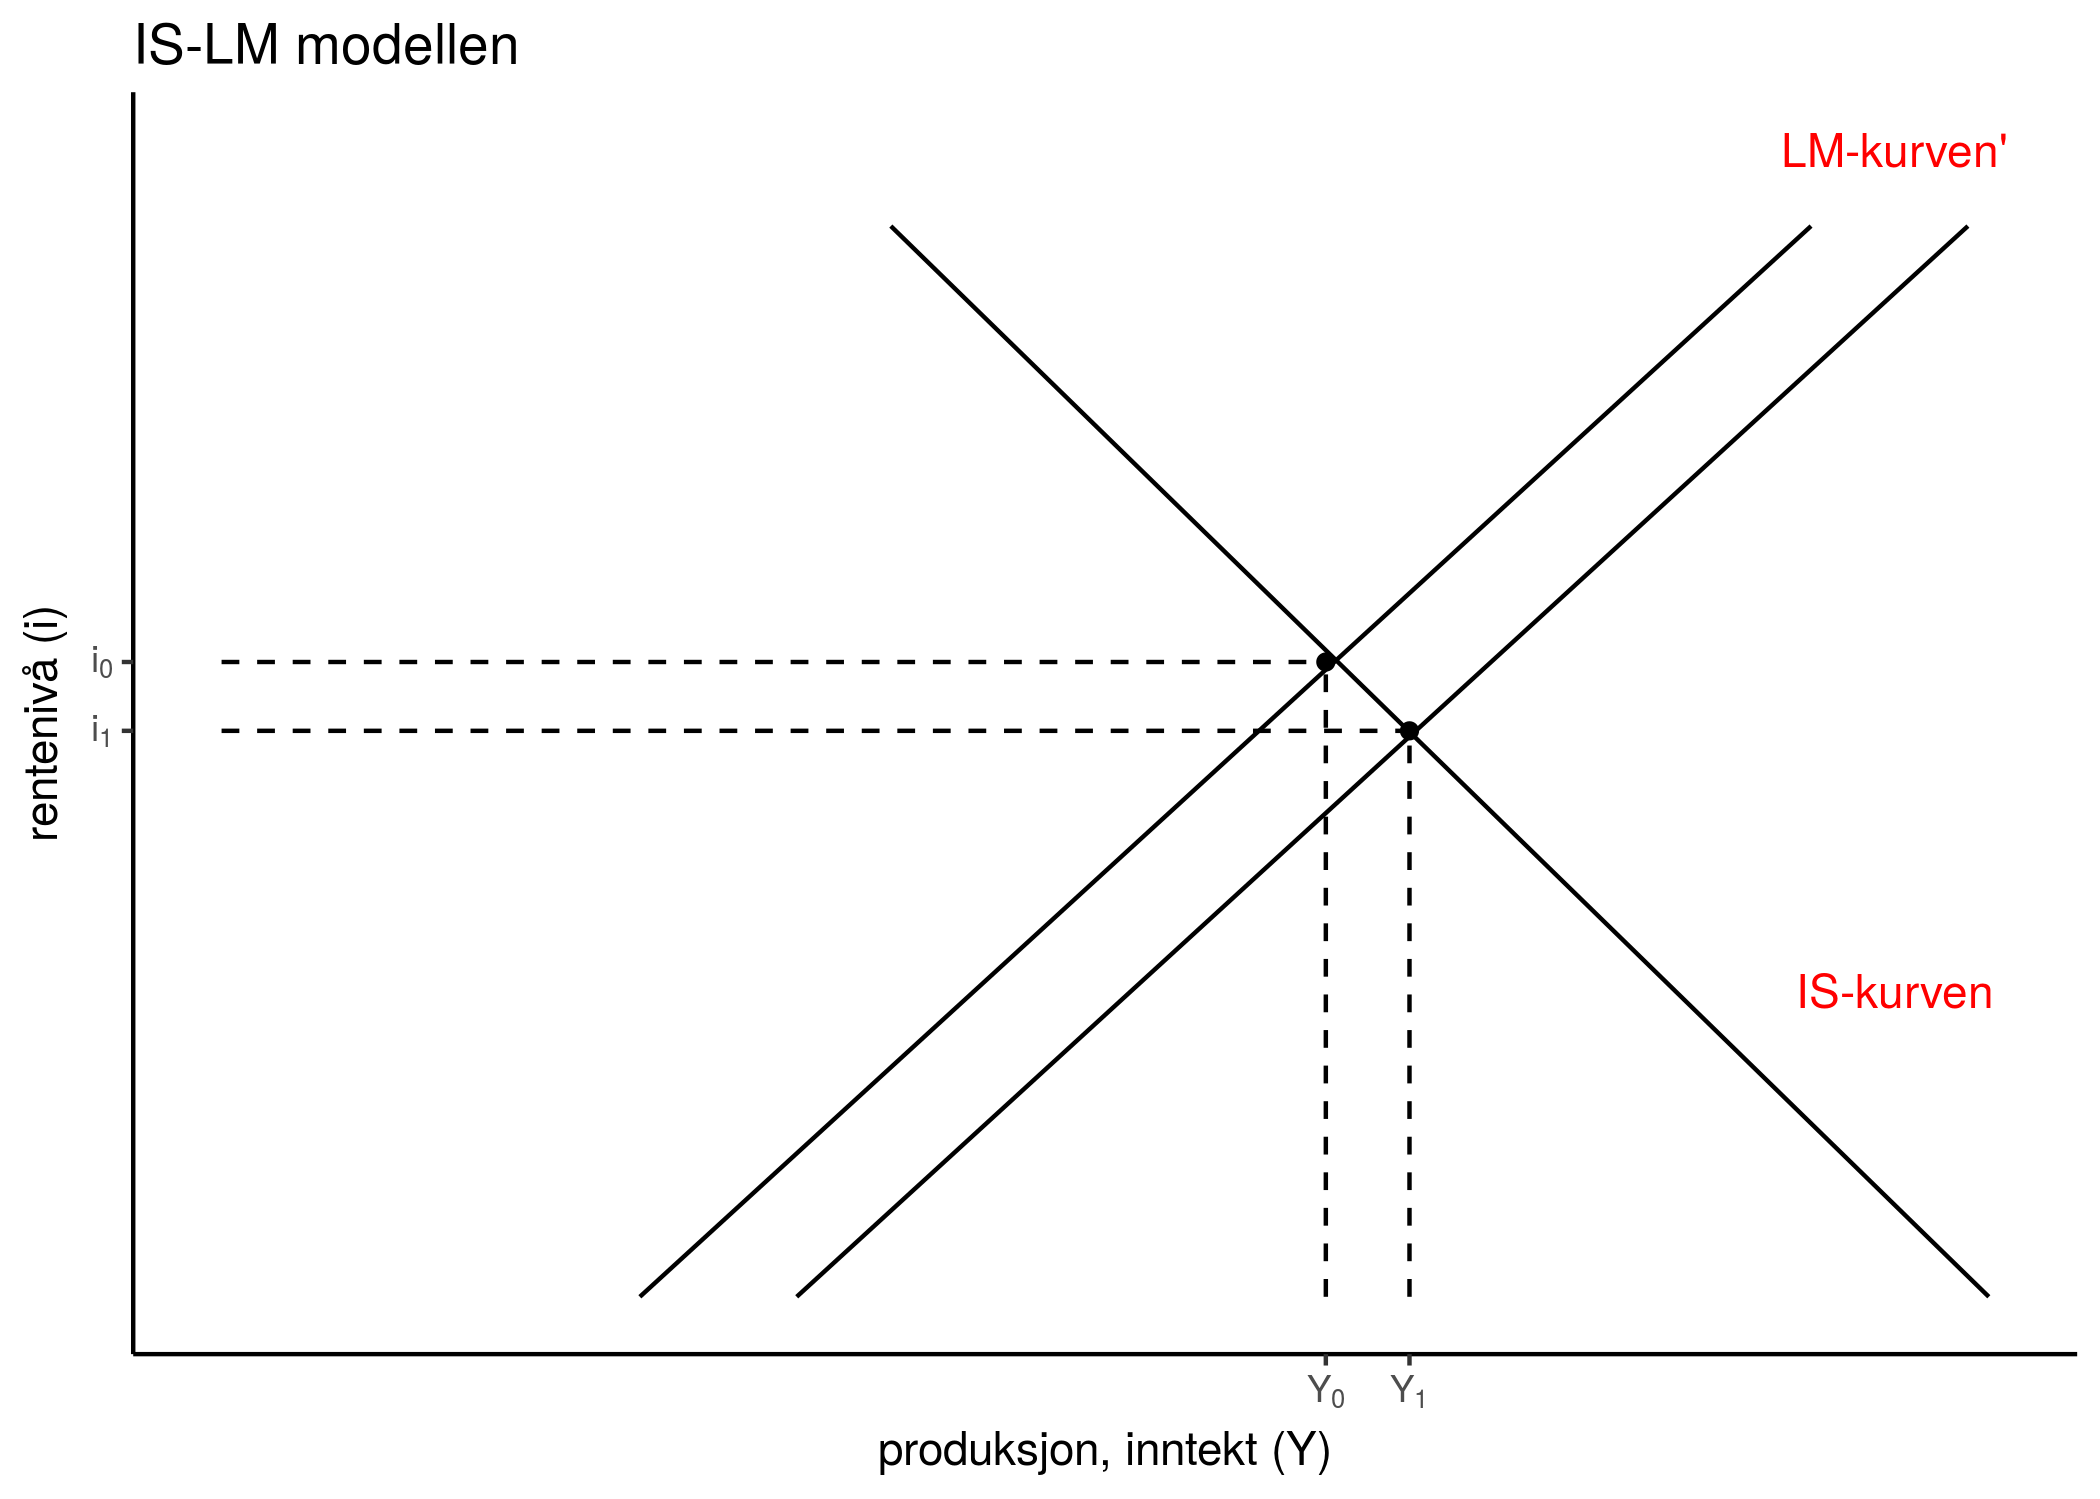 IS-LM modellen
LM-kurven'
rentenivå (i)
i₀
i₁
IS-kurven
Y₀
Y₁
produksjon, inntekt (Y)